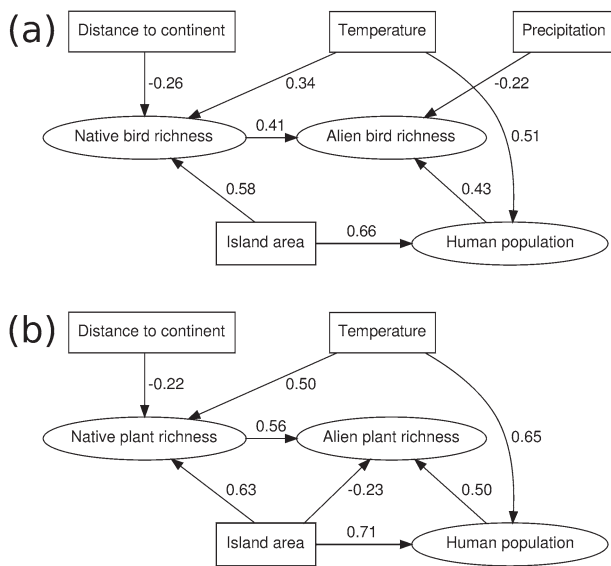 (a)
Distance to continent
Temperature
Precipitation
-0.26
0.34
-0.22
Native bird richness
0.41
Alien bird richness
0.51
0.58
0.43
Island area
0.66
Human population
(b)
Distance to continent
Temperature
-0.22
0.50
Native plant richness
0.56
Alien plant richness
0.65
0.63
-0.23
0.50
Island area
0.71
Human population